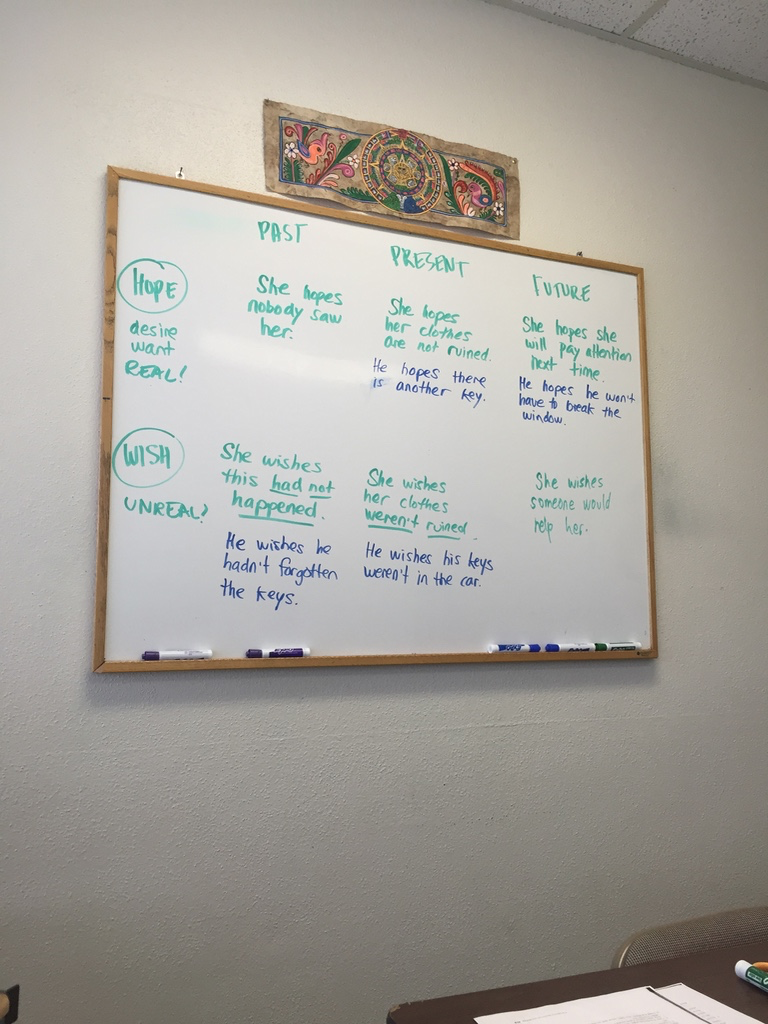 PAST
PRESENT
FUTURE
HOPE
desire
want
REAL!
She hopes
nobody saw
her.
She hopes
her clothes
are not ruined.
He hopes there
is another key.
She hopes she
will pay attention
next time.
He hopes he won't
have to break the
window.
WISH
UNREAL?
She wishes
this had not
happened.
He wishes he
hadn't forgotten
the keys.
She wishes
her clothes
weren't ruined.
He wishes his keys
weren't in the car.
She wishes
someone would
help her.